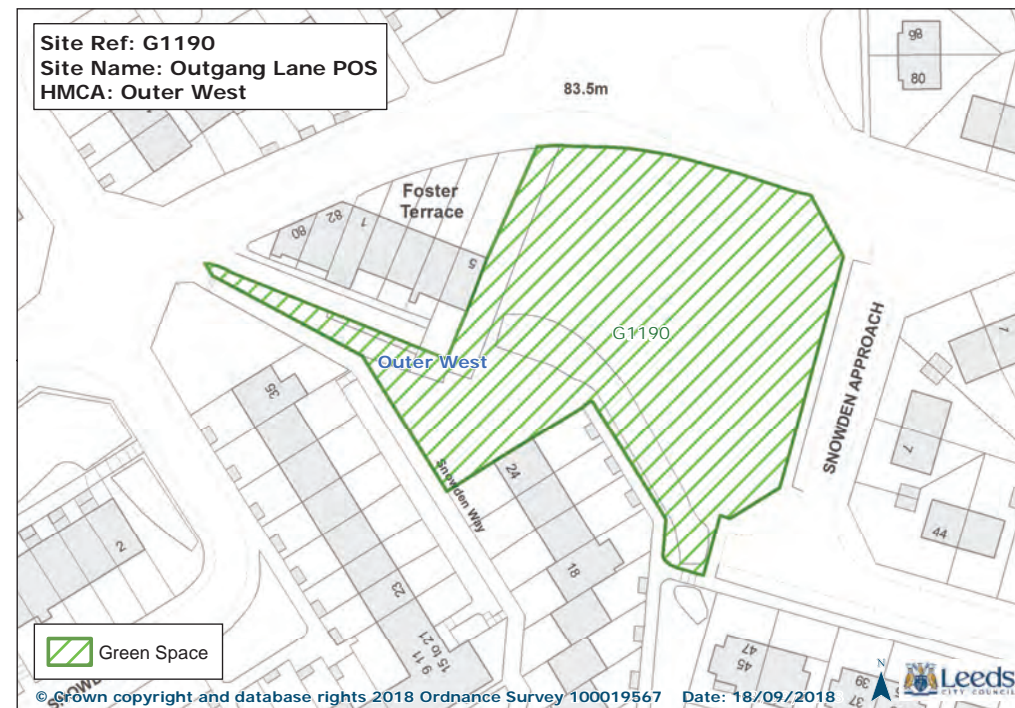 Site Ref: G1190
Site Name: Outgang Lane POS
HMCA: Outer West
83.5m
98
80
Foster
Terrace
80
82
1
5
G1190
Outer West
SNOWDEN APPROACH
1
7
44
35
24
Snowden Way
18
23
2
9 11
15 to 21
47
45
39
37
Green Space
© Crown copyright and database rights 2018 Ordnance Survey 100019567 Date: 18/09/2018
N
Leeds
CITY COUNCIL